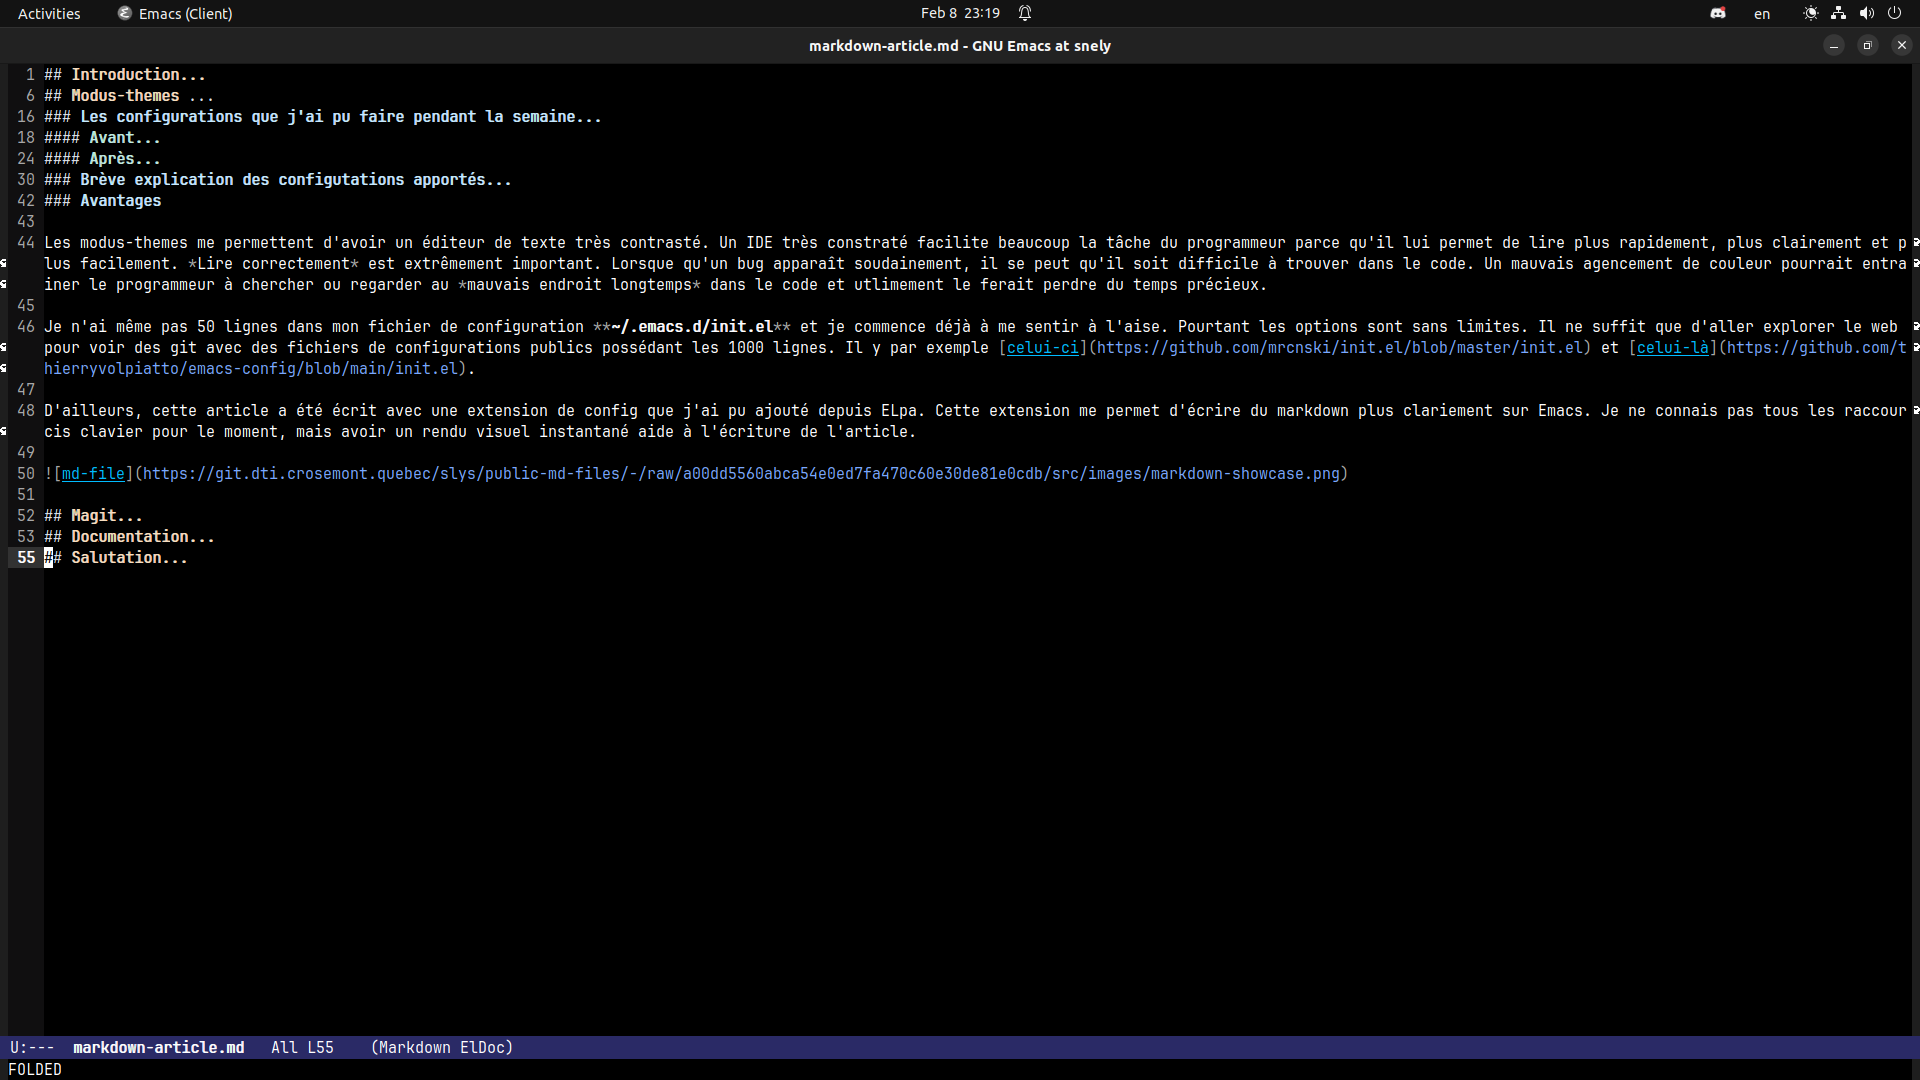 Activities Emacs (Client) Feb 8 23:19 en
markdown-article.md - GNU Emacs at snely
1 ## Introduction...
6 ## Modus-themes ...
16 ### Les configurations que j'ai pu faire pendant la semaine...
18 #### Avant...
24 #### Après...
30 ### Brève explication des configutations apportés...
42 ### Avantages
43
44 Les modus-themes me permettent d'avoir un éditeur de texte très contrasté. Un IDE très constraté facilite beaucoup la tâche du programmeur parce qu'il lui permet de lire plus rapidement, plus clairement et p
lus facilement. *Lire correctement* est extrêmement important. Lorsque qu'un bug apparaît soudainement, il se peut qu'il soit difficile à trouver dans le code. Un mauvais agencement de couleur pourrait entra
iner le programmeur à chercher ou regarder au *mauvais endroit longtemps* dans le code et utlimement le ferait perdre du temps précieux.
45
46 Je n'ai même pas 50 lignes dans mon fichier de configuration **~/.emacs.d/init.el** et je commence déjà à me sentir à l'aise. Pourtant les options sont sans limites. Il ne suffit que d'aller explorer le web
pour voir des git avec des fichiers de configurations publics possédant les 1000 lignes. Il y par exemple [celui-ci](https://github.com/mrcnski/init.el/blob/master/init.el) et [celui-là](https://github.com/t
hierryvolpiatto/emacs-config/blob/main/init.el).
47
48 D'ailleurs, cette article a été écrit avec une extension de config que j'ai pu ajouté depuis ELpa. Cette extension me permet d'écrire du markdown plus clariement sur Emacs. Je ne connais pas tous les raccour
cis clavier pour le moment, mais avoir un rendu visuel instantané aide à l'écriture de l'article.
49
50 ![md-file](https://git.dti.crosemont.quebec/slys/public-md-files/-/raw/a00dd5560abca54e0ed7fa470c60e30de81e0cdb/src/images/markdown-showcase.png)
51
52 ## Magit...
53 ## Documentation...
55 ## Salutation...
U:--- markdown-article.md All L55 (Markdown ElDoc)
FOLDED